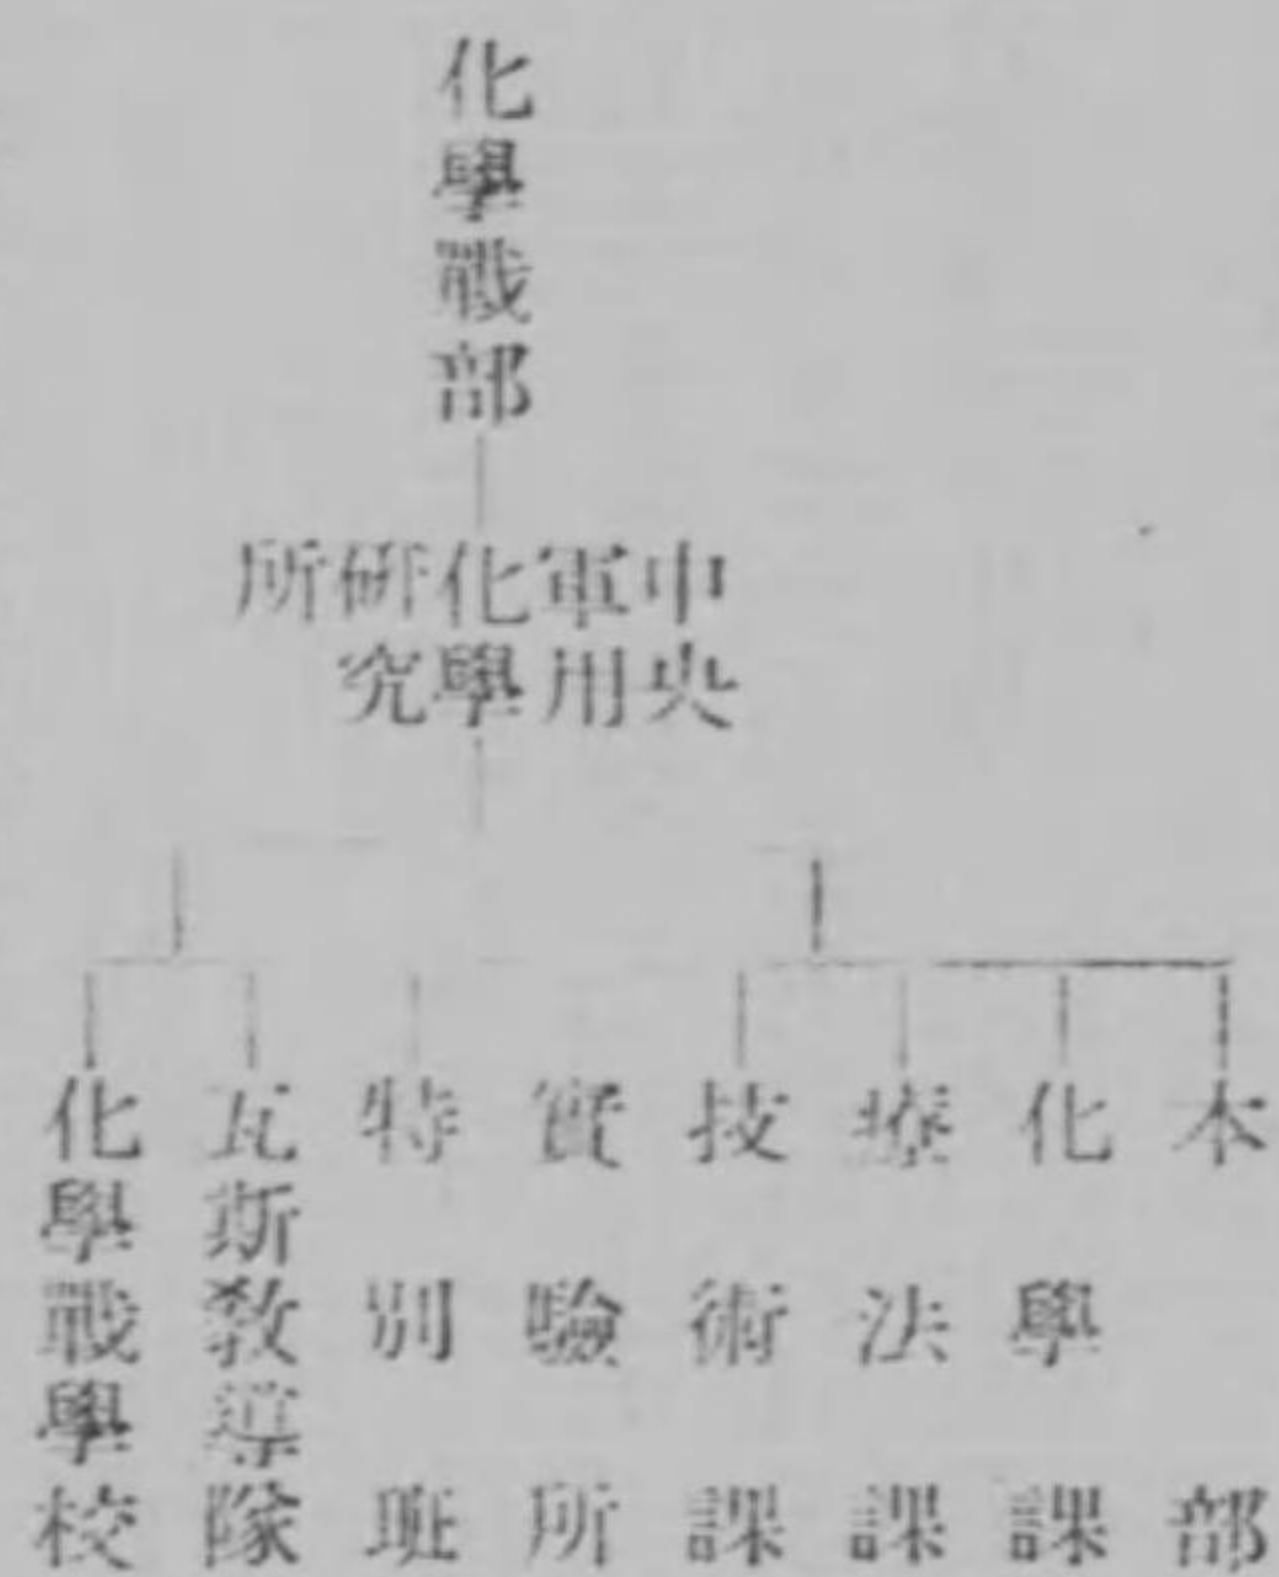 化學戰部
中央軍用化學研究所
本部
化學課
療法課
技術課
實驗所
特別班
瓦斯敎導隊
化學戰學校